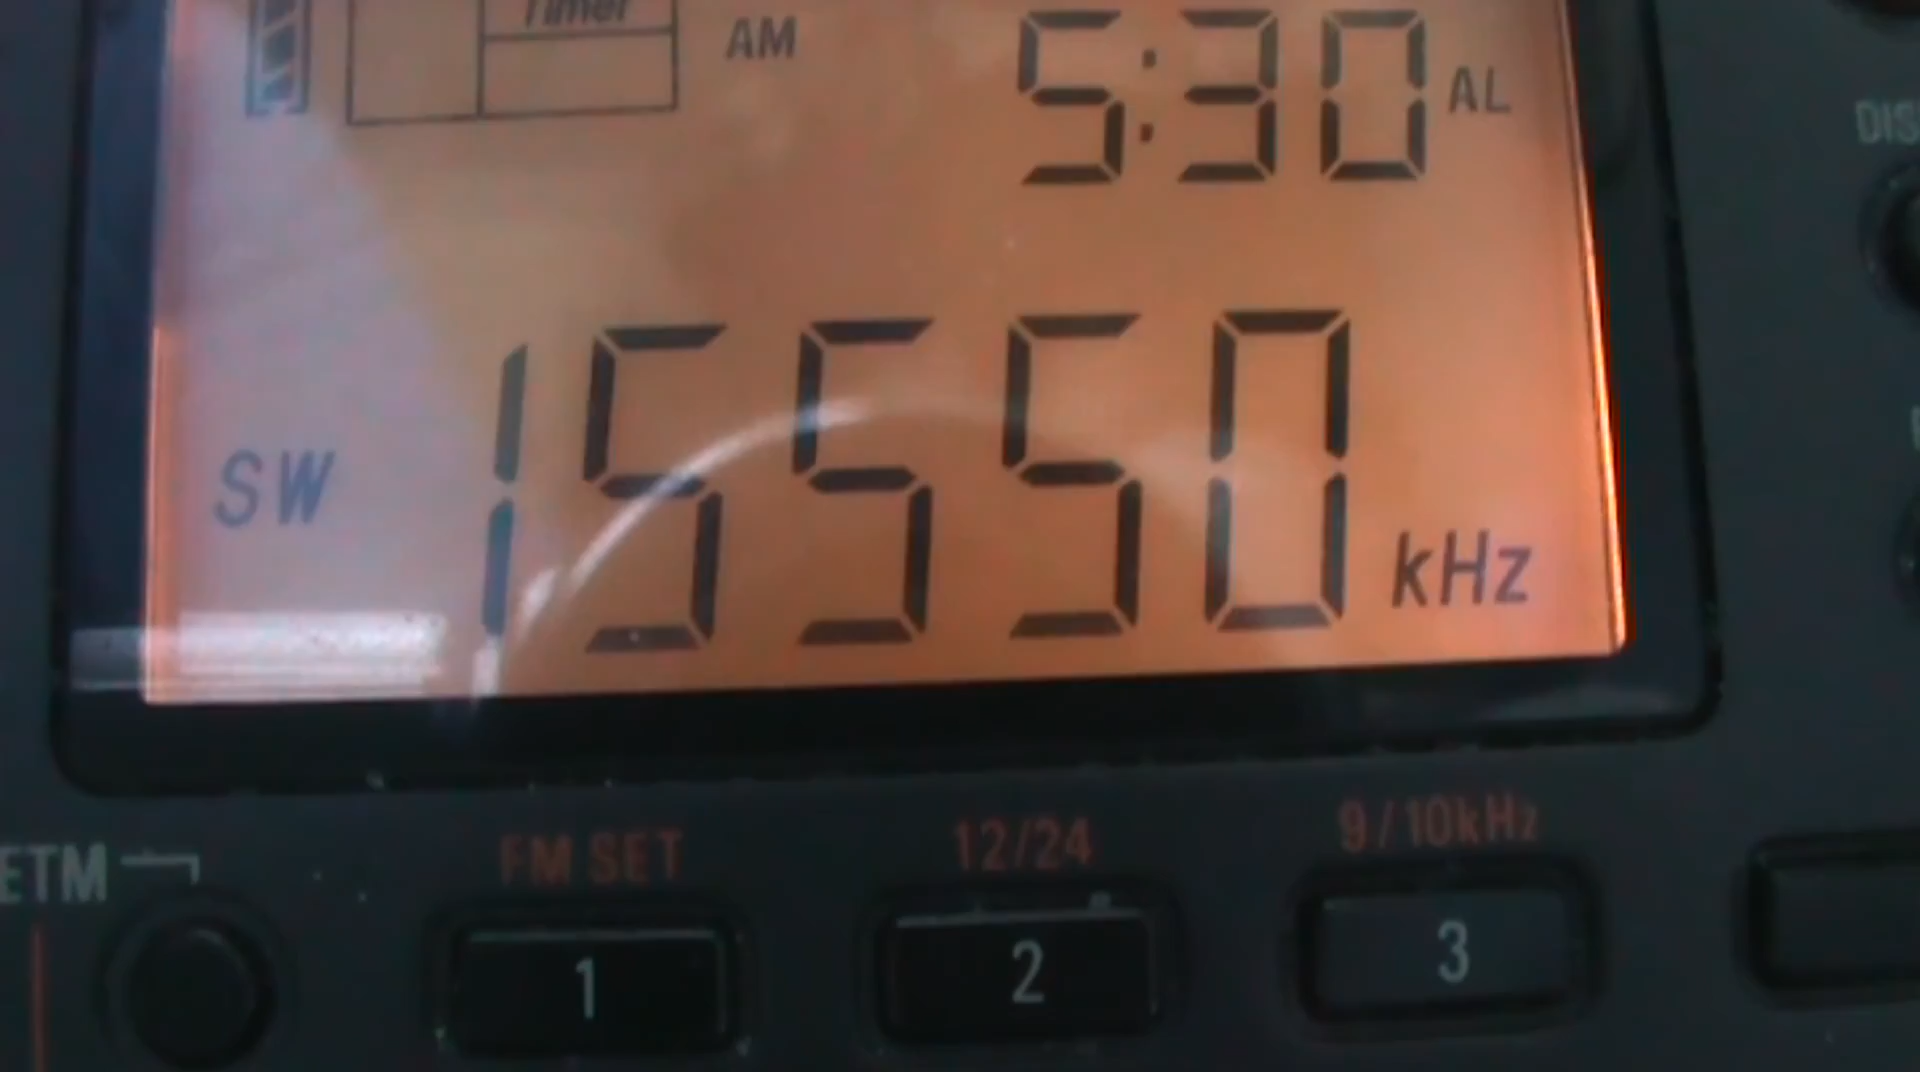 Timer
AM 5:30 AL
SW 15550 kHz
ETM FM SET 12/24 9/10kHz
1 2 3